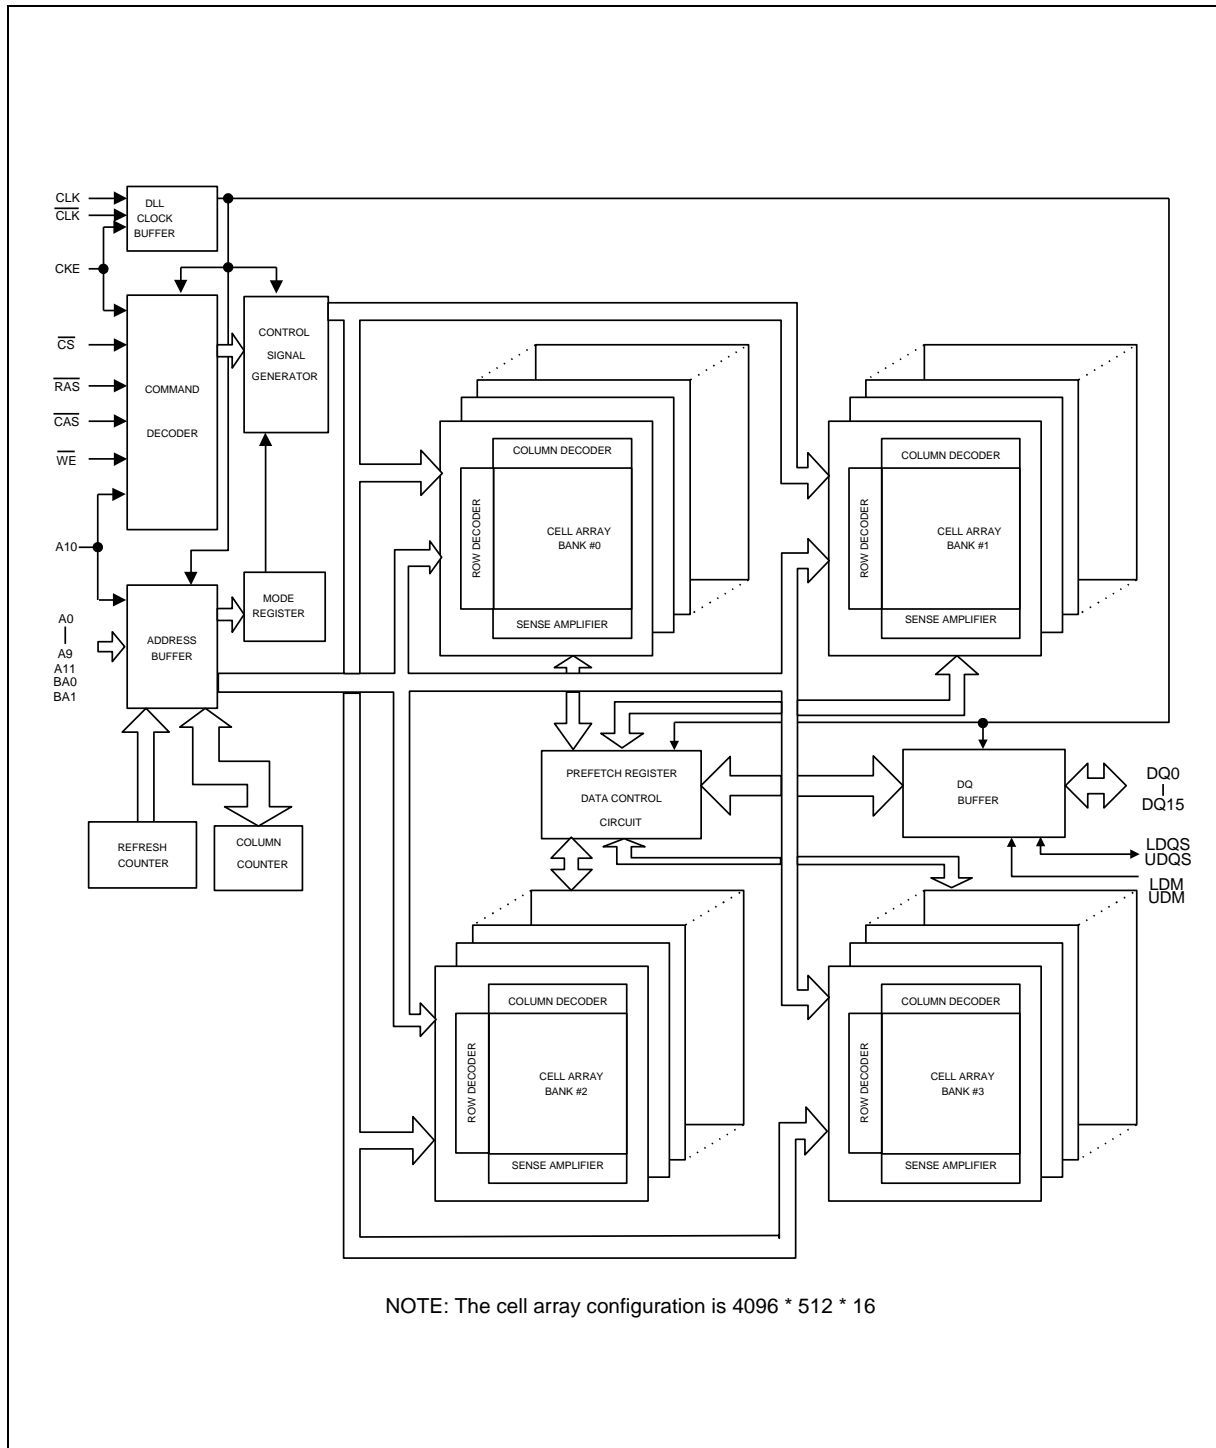 CLK
CLK
CKE
CS
RAS
CAS
WE
A10
A0
A9
A11
BA0
BA1
DLL
CLOCK
BUFFER
COMMAND
DECODER
CONTROL
SIGNAL
GENERATOR
MODE
REGISTER
ADDRESS
BUFFER
REFRESH
COUNTER
COLUMN
COUNTER
COLUMN DECODER
ROW DECODER
CELL ARRAY
BANK #0
SENSE AMPLIFIER
COLUMN DECODER
ROW DECODER
CELL ARRAY
BANK #1
SENSE AMPLIFIER
PREFETCH REGISTER
DATA CONTROL
CIRCUIT
DQ
BUFFER
DQ0
DQ15
LDQS
UDQS
LDM
UDM
COLUMN DECODER
ROW DECODER
CELL ARRAY
BANK #2
SENSE AMPLIFIER
COLUMN DECODER
ROW DECODER
CELL ARRAY
BANK #3
SENSE AMPLIFIER
NOTE: The cell array configuration is 4096 * 512 * 16